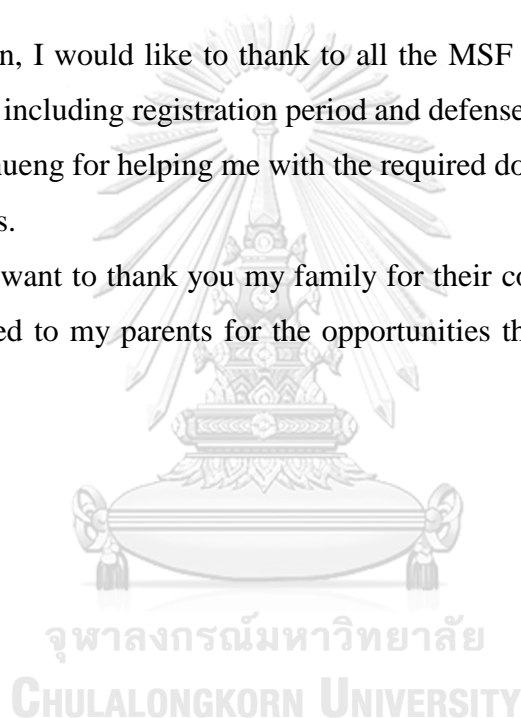 n, I would like to thank to all the MSF
including registration period and defense
nueng for helping me with the required do
s.
want to thank you my family for their co
ed to my parents for the opportunities th
จุฬาลงกรณ์มหาวิทยาลัย
CHULALONGKORN UNIVERSITY